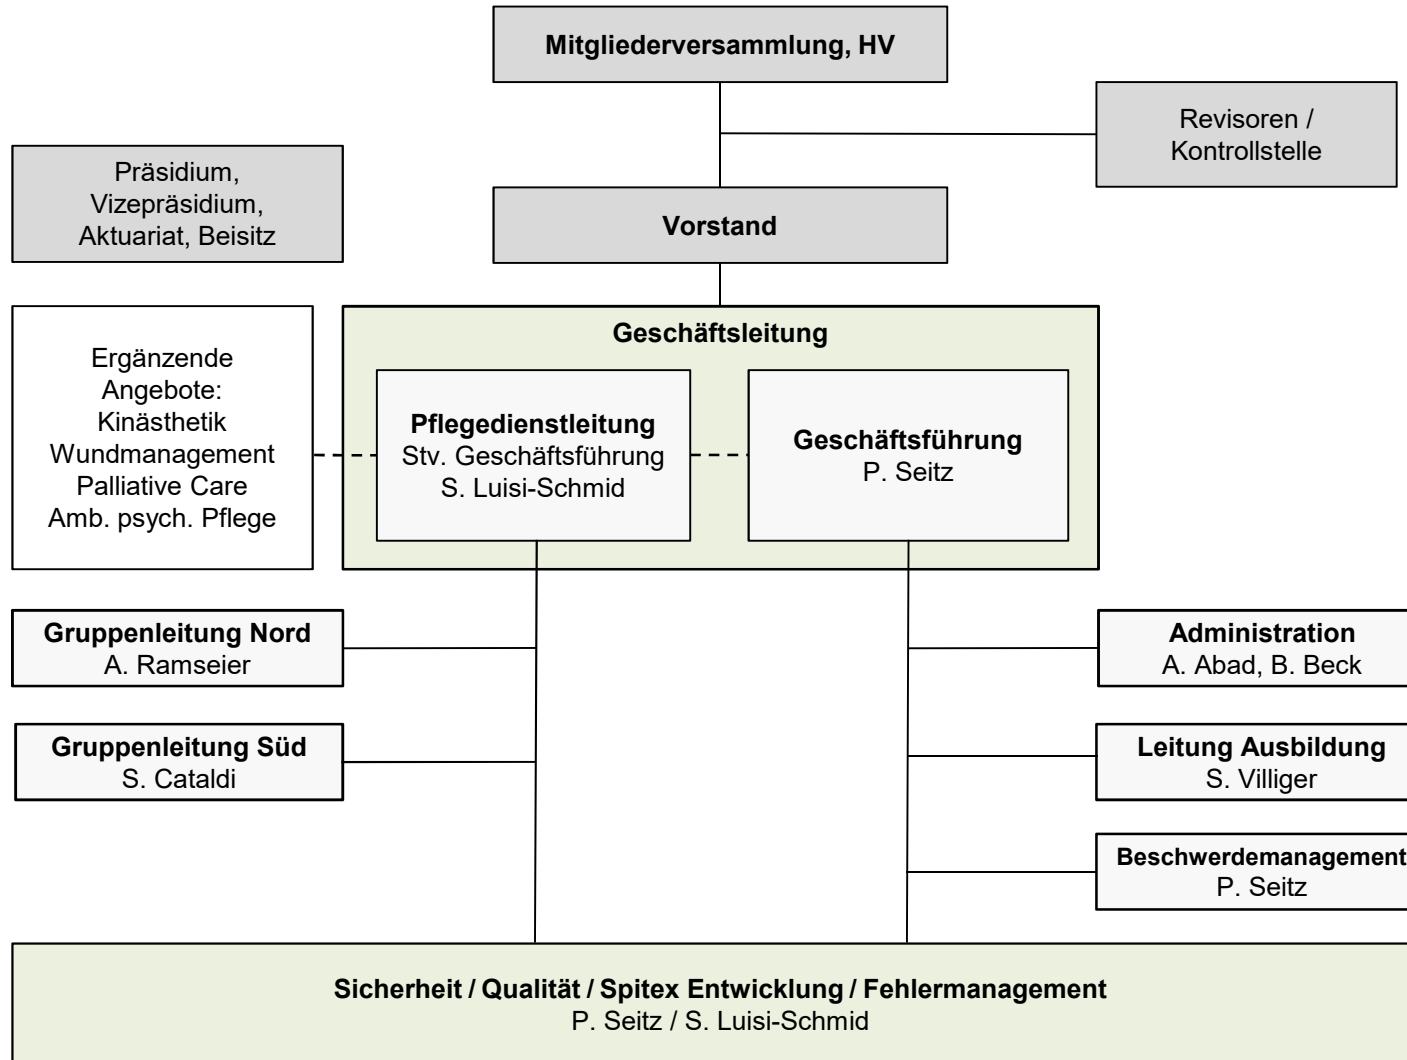 Mitgliederversammlung, HV
Revisoren /
Kontrollstelle
Präsidium,
Vizepräsidium,
Aktuariat, Beisitz
Vorstand
Geschäftsleitung
Ergänzende
Angebote:
Kinästhetik
Wundmanagement
Palliative Care
Amb. psych. Pflege
Pflegedienstleitung
Stv. Geschäftsführung
S. Luisi-Schmid
Geschäftsführung
P. Seitz
Gruppenleitung Nord
A. Ramseier
Administration
A. Abad, B. Beck
Gruppenleitung Süd
S. Cataldi
Leitung Ausbildung
S. Villiger
Beschwerdemanagement
P. Seitz
Sicherheit / Qualität / Spitex Entwicklung / Fehlermanagement
P. Seitz / S. Luisi-Schmid